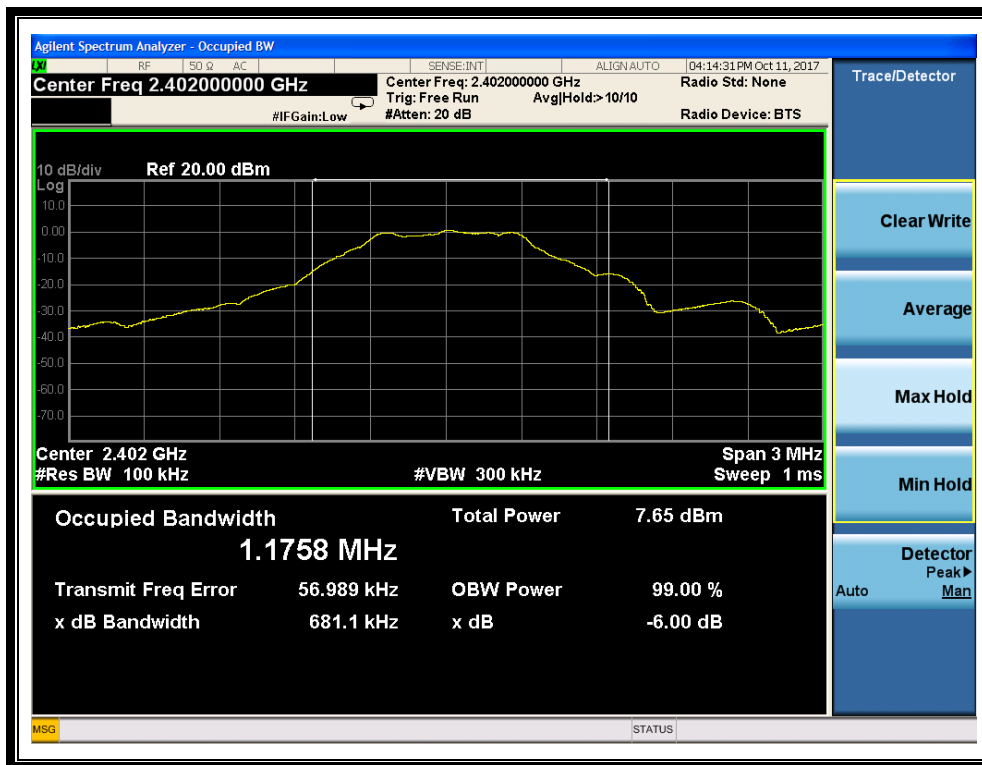 Agilent Spectrum Analyzer - Occupied BW
LXI RF 50 Ω AC SENSE:INT ALIGN AUTO 04:14:31 PM Oct 11, 2017
Center Freq 2.402000000 GHz
Center Freq: 2.402000000 GHz
Radio Std: None
Trig: Free Run Avg|Hold:> 10/10
#IFGain:Low
#Atten: 20 dB
Radio Device: BTS
10 dB/div Ref 20.00 dBm
Log
10.0
0.00
-10.0
-20.0
-30.0
-40.0
-50.0
-60.0
-70.0
Center 2.402 GHz
Span 3 MHz
#Res BW 100 kHz
#VBW 300 kHz
Sweep 1 ms
Occupied Bandwidth
Total Power 7.65 dBm
1.1758 MHz
Transmit Freq Error 56.989 kHz
OBW Power 99.00 %
x dB Bandwidth 681.1 kHz
x dB -6.00 dB
MSG
STATUS
Trace/Detector
Clear Write
Average
Max Hold
Min Hold
Detector
Peak▶
Auto Man